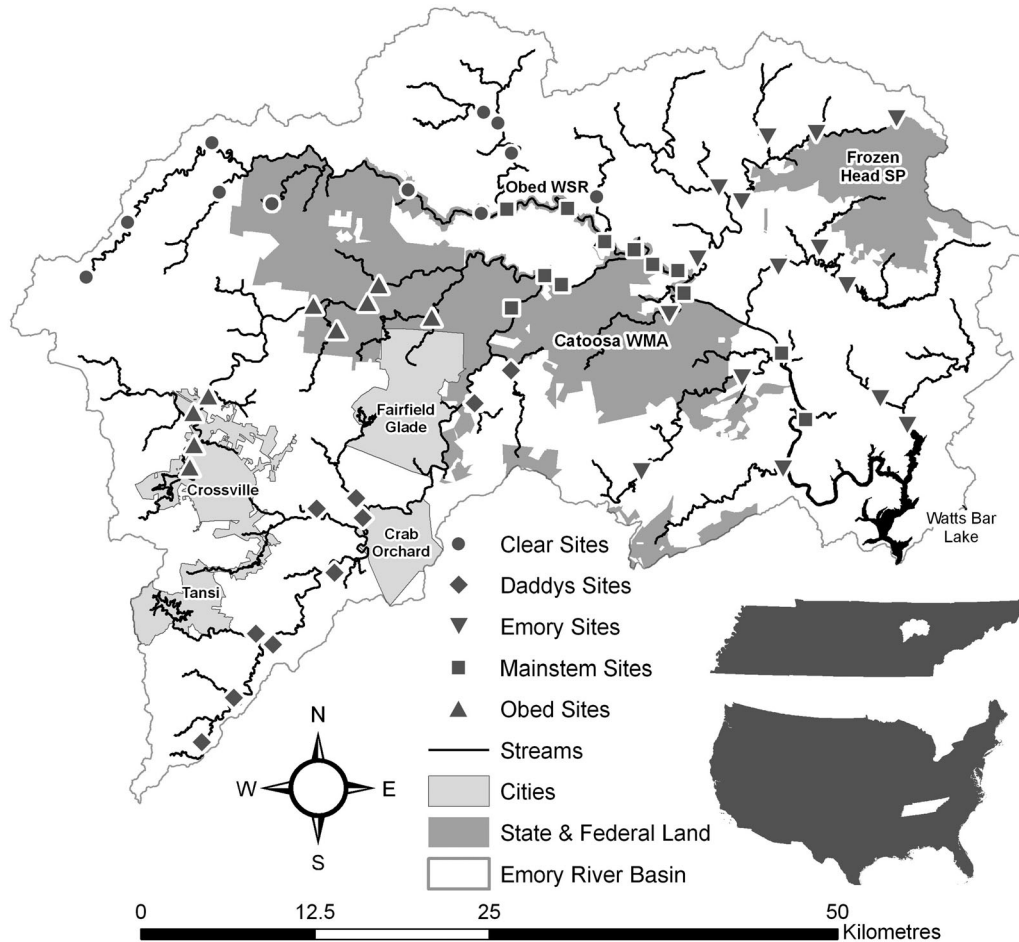 Obed WSR
Frozen
Head SP
Catoosa WMA
Fairfield
Glade
Crossville
Crab
Orchard
Tansi
Watts Bar
Lake
Clear Sites
Daddys Sites
Emory Sites
Mainstem Sites
Obed Sites
Streams
Cities
State & Federal Land
Emory River Basin
N
W E
S
0 12.5 25 50
Kilometres